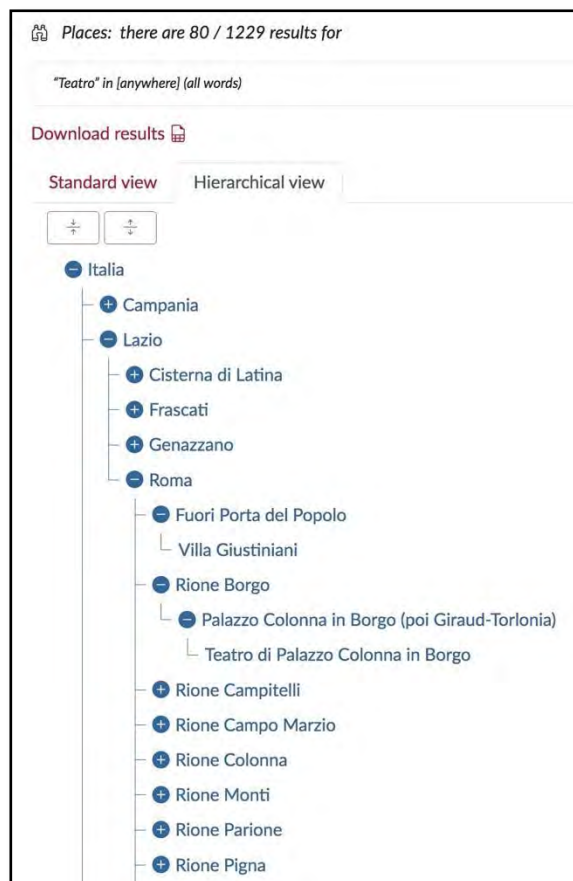 Places: there are 80 / 1229 results for
“Teatro” in [anywhere] (all words)
Download results
Standard view Hierarchical view
Italia
Campania
Lazio
Cisterna di Latina
Frascati
Genazzano
Roma
Fuori Porta del Popolo
Villa Giustiniani
Rione Borgo
Palazzo Colonna in Borgo (poi Giraud-Torlonia)
Teatro di Palazzo Colonna in Borgo
Rione Campitelli
Rione Campo Marzio
Rione Colonna
Rione Monti
Rione Parione
Rione Pigna